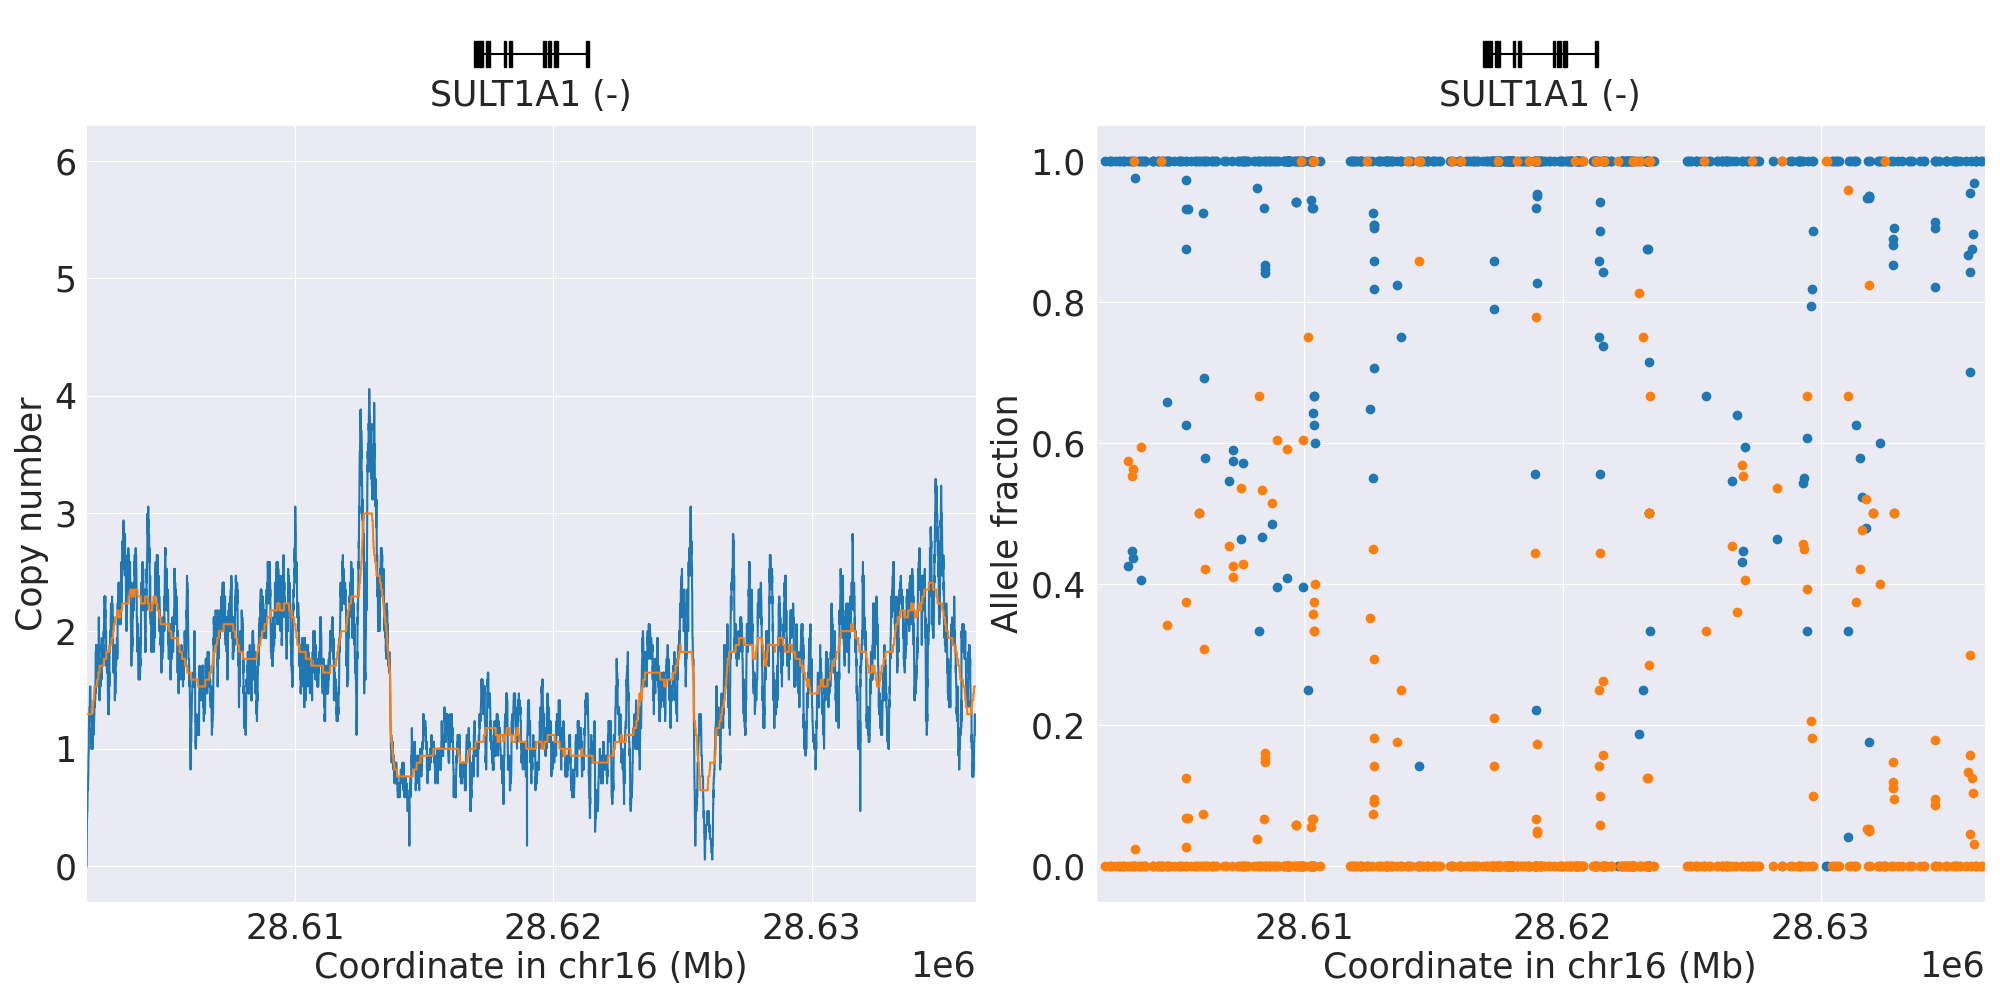 SULT1A1 (-)
6
5
4
3
2
1
0
Copy number
28.61
28.62
28.63
Coordinate in chr16 (Mb)
1e6
SULT1A1 (-)
1.0
0.8
0.6
0.4
0.2
0.0
Allele fraction
28.61
28.62
28.63
Coordinate in chr16 (Mb)
1e6